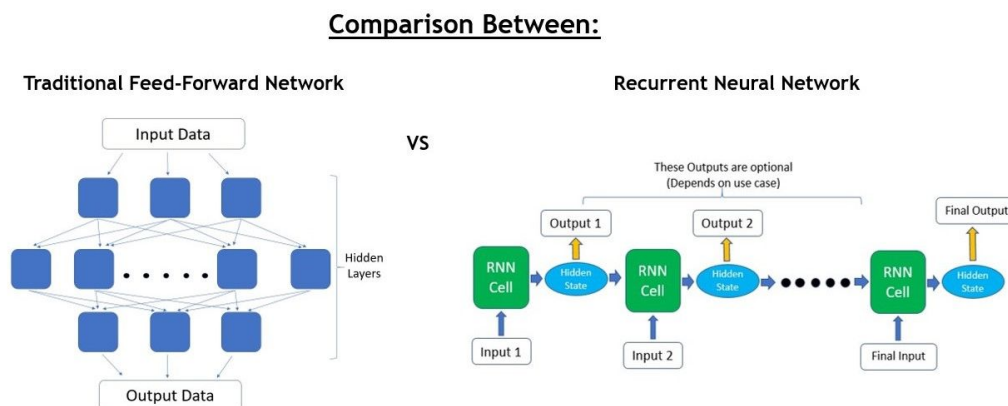 Comparison Between:
Traditional Feed-Forward Network
Input Data
Hidden
Layers
Output Data
VS
Recurrent Neural Network
These Outputs are optional
(Depends on use case)
Output 1
Output 2
Final Output
RNN
Cell
Hidden
State
RNN
Cell
Hidden
State
RNN
Cell
Hidden
State
Input 1
Input 2
Final Input